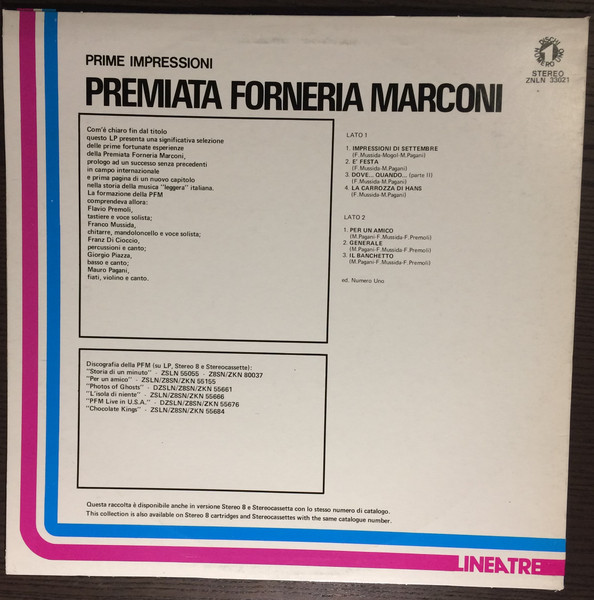 DISCHI NUMERO UNO
1
STEREO
ZNLN 33021
PRIME IMPRESSIONI
PREMIATA FORNERIA MARCONI
Com'è chiaro fin dal titolo
questo LP presenta una significativa selezione
delle prime fortunate esperienze
della Premiata Forneria Marconi,
prologo ad un successo senza precedenti
in campo internazionale
e prima pagina di un nuovo capitolo
nella storia della musica "leggera" italiana.
La formazione della PFM
comprendeva allora:
Flavio Premoli,
tastiere e voce solista;
Franco Mussida,
chitarre, mandoloncello e voce solista;
Franz Di Cioccio,
percussioni e canto;
Giorgio Piazza,
basso e canto;
Mauro Pagani,
fiati, violino e canto.
LATO 1
1. IMPRESSIONI DI SETTEMBRE
(F.Mussida-Mogol-M.Pagani)
2. E' FESTA
(F.Mussida-M.Pagani)
3. DOVE... QUANDO... (parte II)
(F.Mussida-M.Pagani)
4. LA CARROZZA DI HANS
(F.Mussida-M.Pagani)
LATO 2
1. PER UN AMICO
(M.Pagani-F.Mussida-F.Premoli)
2. GENERALE
(M.Pagani-F.Mussida-F.Premoli)
3. IL BANCHETTO
(M.Pagani-F.Mussida-F.Premoli)
ed. Numero Uno
Discografia della PFM (su LP, Stereo 8 e Stereocassette):
"Storia di un minuto" - ZSLN 55055 - Z8SN/ZKN 80037
"Per un amico" - ZSLN/Z8SN/ZKN 55155
"Photos of Ghosts" - DZSLN/Z8SN/ZKN 55661
"L'isola di niente" - ZSLN/Z8SN/ZKN 55666
"PFM Live in U.S.A." - DZSLN/Z8SN/ZKN 55676
"Chocolate Kings" - ZSLN/Z8SN/ZKN 55684
Questa raccolta è disponibile anche in versione Stereo 8 e Stereocassetta con lo stesso numero di catalogo.
This collection is also available on Stereo 8 cartridges and Stereocassettes with the same catalogue number.
LINEATRE